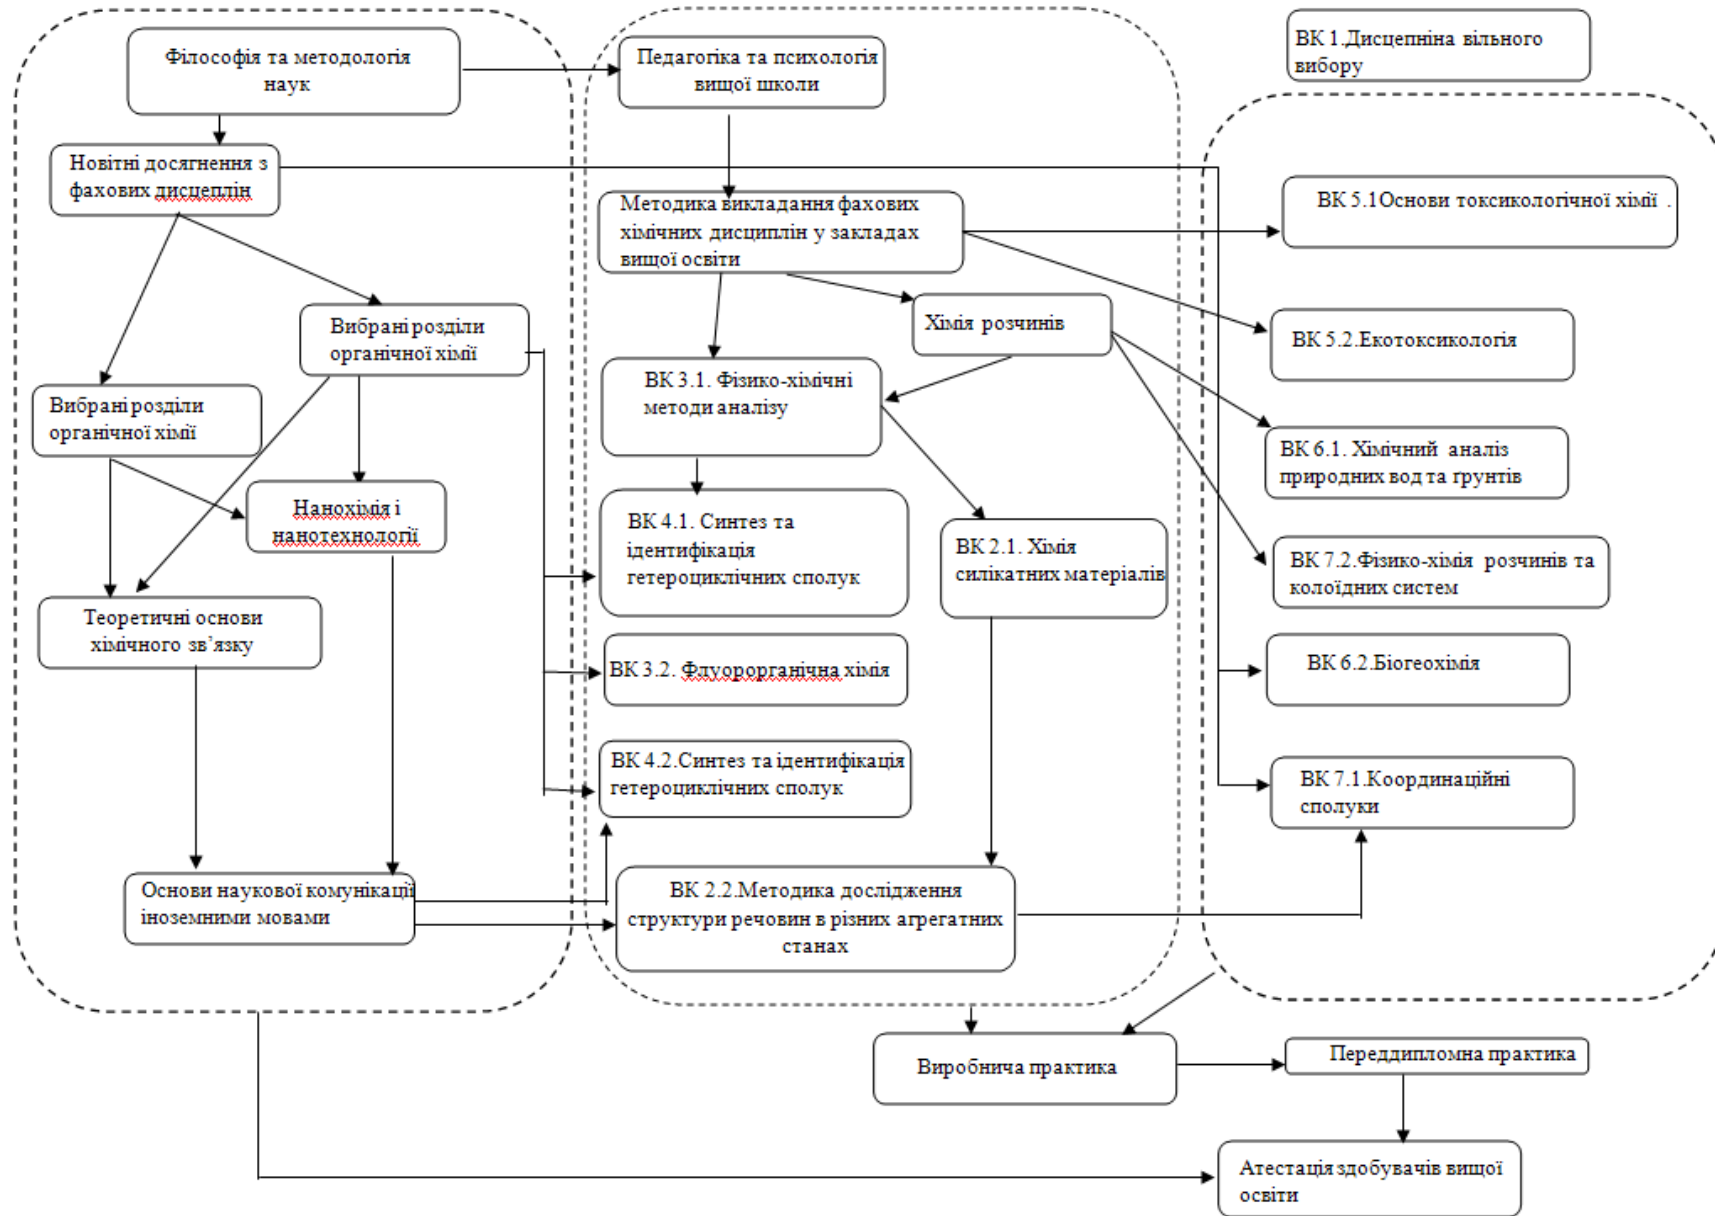 Філософія та методологія
наук
Педагогіка та психологія
вищої школи
ВК 1.Дисцепніна вільного
вибору
Новітні досягнення з
фахових дисцеплін
Методика викладання фахових
хімічних дисциплін у закладах
вищої освіти
ВК 5.1Основи токсикологічної хімії .
Вибрані розділи
органічної хімії
Хімія розчинів
ВК 5.2.Екотоксикологія
Вибрані розділи
органічної хімії
ВК 3.1. Фізико-хімічні
методи аналізу
ВК 6.1. Хімічний аналіз
природних вод та ґрунтів
Нанохімія і
нанотехнології
ВК 4.1. Синтез та
ідентифікація
гетероциклічних сполук
ВК 2.1. Хімія
силікатних матеріалів
ВК 7.2.Фізико-хімія розчинів та
колоїдних систем
Теоретичні основи
хімічного зв’язку
ВК 3.2. Флуорорганічна хімія
ВК 6.2.Біогеохімія
ВК 4.2.Синтез та ідентифікація
гетероциклічних сполук
ВК 7.1.Координаційні
сполуки
Основи наукової комунікації
іноземними мовами
ВК 2.2.Методика дослідження
структури речовин в різних агрегатних
станах
Виробнича практика
Переддипломна практика
Атестація здобувачів вищої
освіти